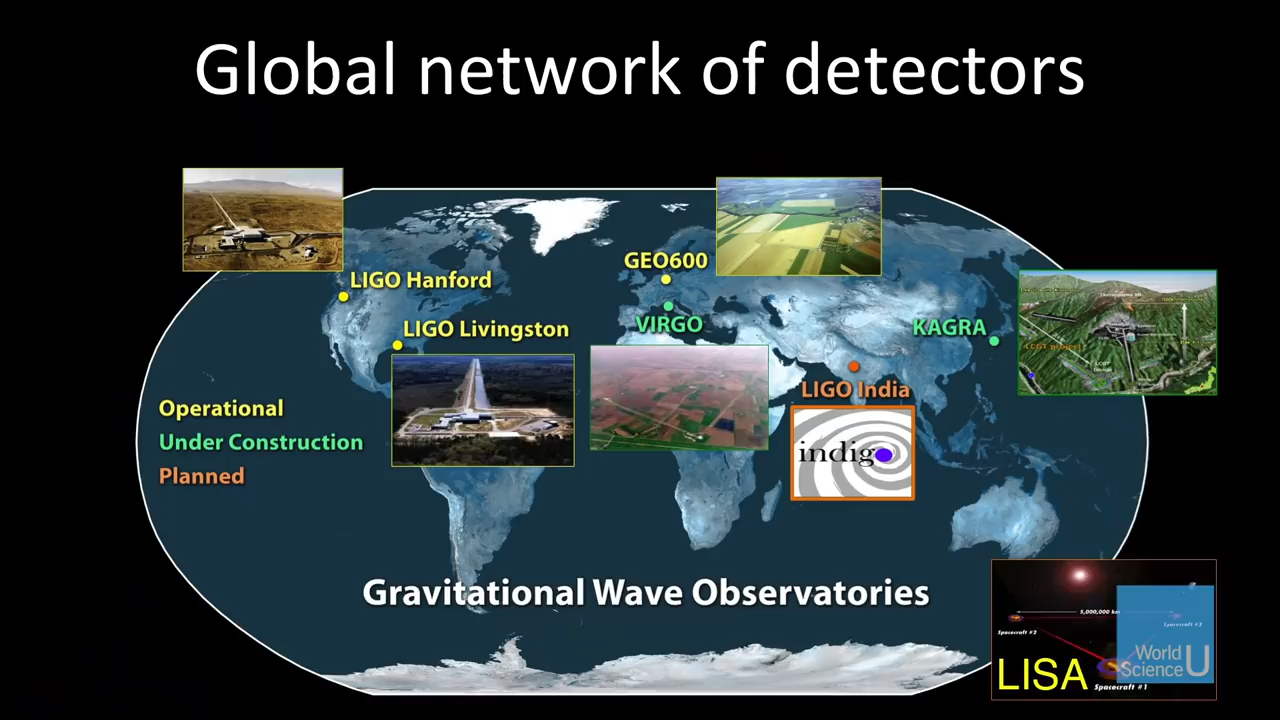 Global network of detectors
LIGO Hanford
LIGO Livingston
GEO600
VIRGO
KAGRA
LIGO India
indigo
Operational
Under Construction
Planned
Gravitational Wave Observatories
5,000,000 km
Spacecraft #2
Spacecraft #3
LISA
Spacecraft #1
World
Science U